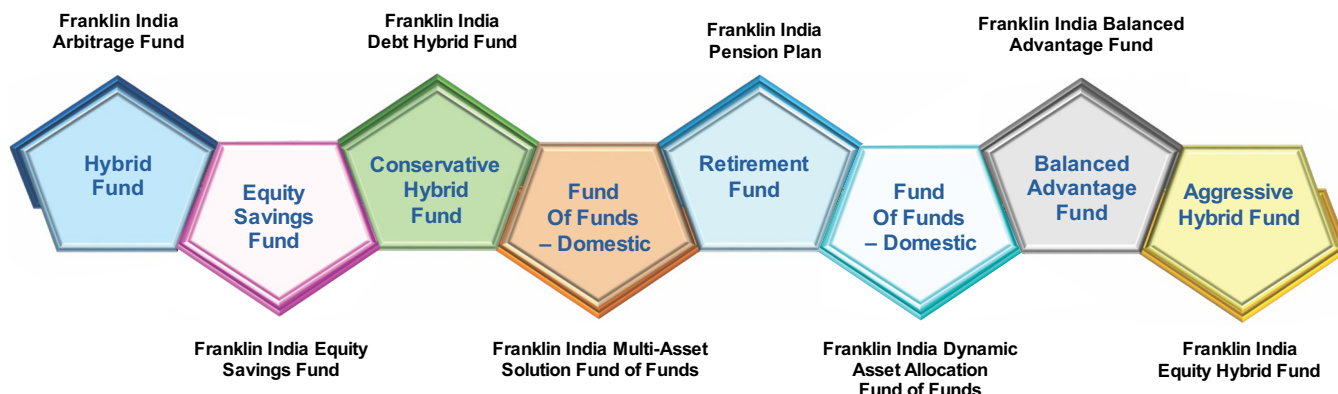 Franklin India
Arbitrage Fund
Franklin India
Debt Hybrid Fund
Franklin India
Pension Plan
Franklin India Balanced
Advantage Fund
Hybrid
Fund
Equity
Savings
Fund
Conservative
Hybrid
Fund
Fund
Of Funds
– Domestic
Retirement
Fund
Fund
Of Funds
– Domestic
Balanced
Advantage
Fund
Aggressive
Hybrid Fund
Franklin India Equity
Savings Fund
Franklin India Multi-Asset
Solution Fund of Funds
Franklin India Dynamic
Asset Allocation
Fund of Funds
Franklin India
Equity Hybrid Fund